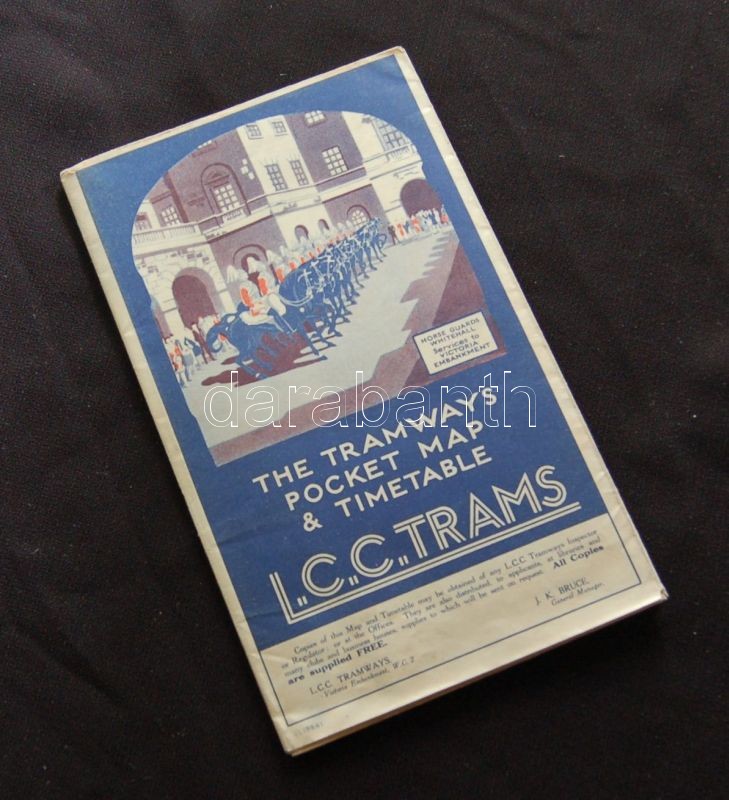 HORSE GUARDS
WHITEHALL
Services to
VICTORIA
EMBANKMENT
darabanth
THE TRAMWAYS
POCKET MAP
& TIMETABLE
L.C.C. TRAMS
Copies of this Map and Timetable may be obtained of any L.C.C. Tramways Inspector
or Regulator, or at the Offices. They are also distributed, to applicants, at libraries and
many clubs and business houses, supplies to which will be sent on request. All Copies
are supplied FREE.
J. K. BRUCE,
General Manager.
L.C.C. TRAMWAYS,
Victoria Embankment, W.C.2